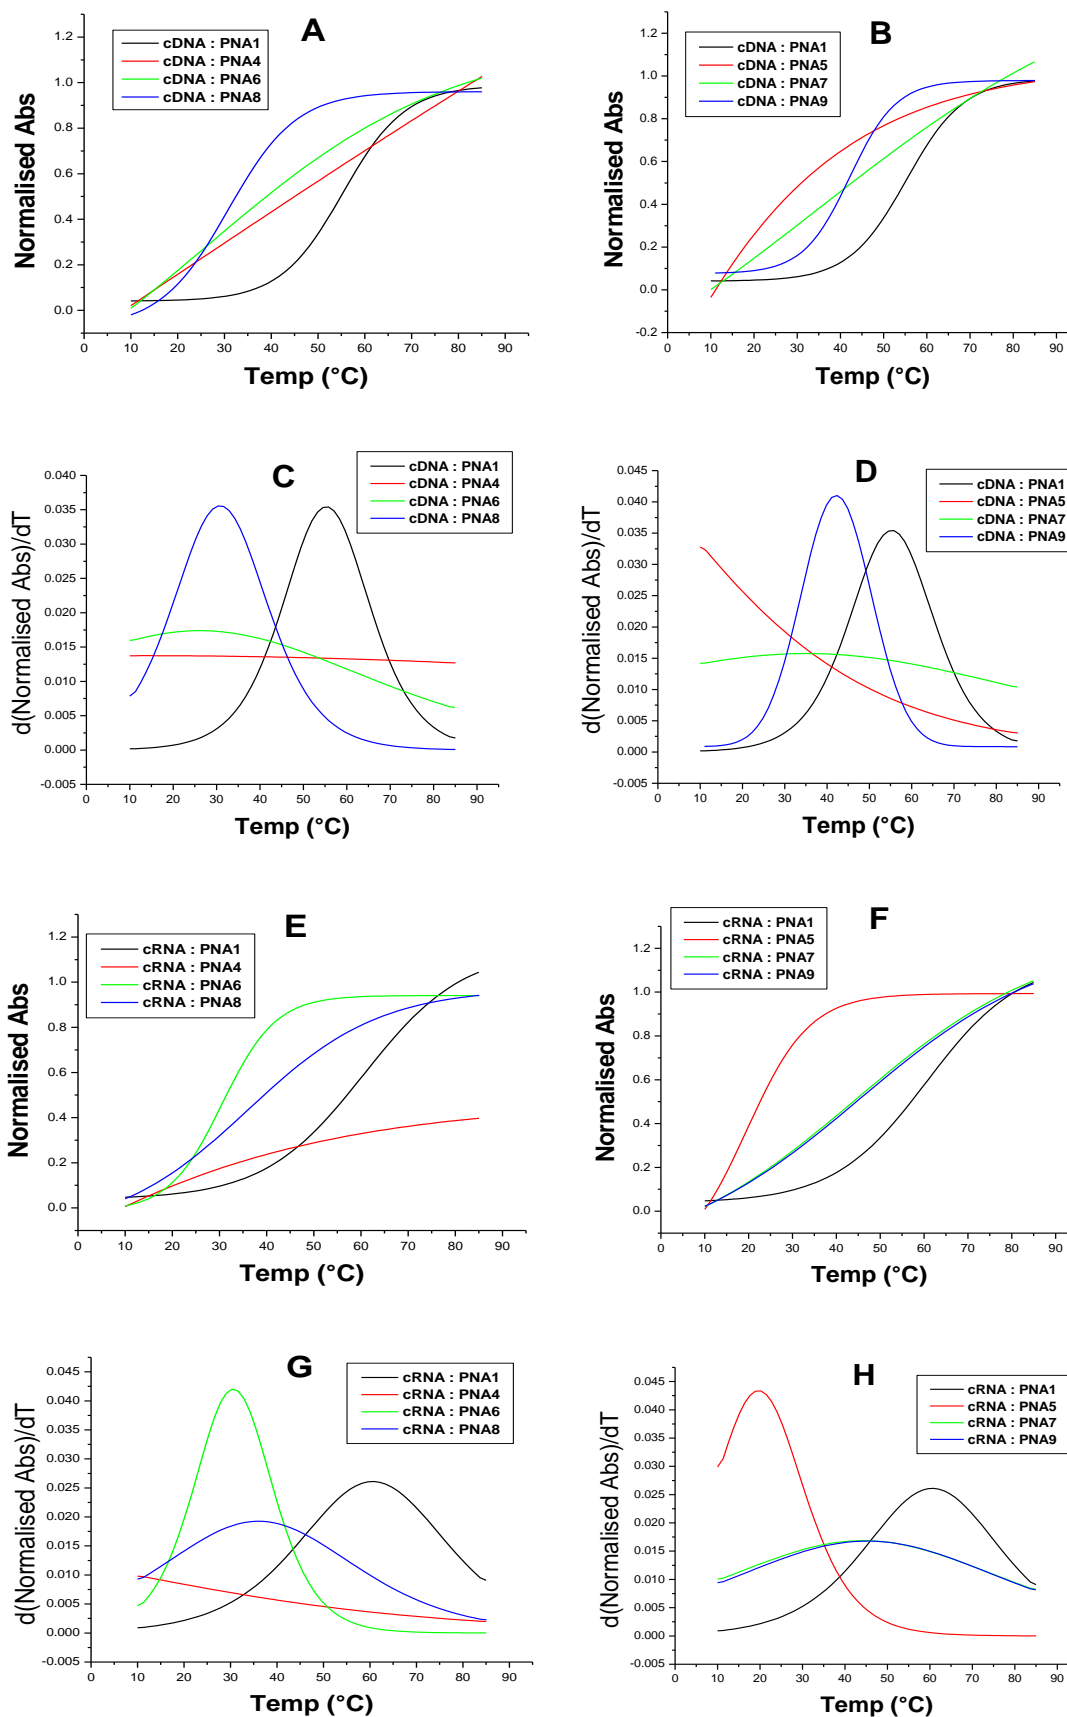 A
cDNA : PNA1
cDNA : PNA4
cDNA : PNA6
cDNA : PNA8
Normalised Abs
1.2
1.0
0.8
0.6
0.4
0.2
0.0
0 10 20 30 40 50 60 70 80 90
Temp (°C)
B
cDNA : PNA1
cDNA : PNA5
cDNA : PNA7
cDNA : PNA9
Normalised Abs
1.2
1.0
0.8
0.6
0.4
0.2
0.0
-0.2
0 10 20 30 40 50 60 70 80 90
Temp (°C)
C
cDNA : PNA1
cDNA : PNA4
cDNA : PNA6
cDNA : PNA8
d(Normalised Abs)/dT
0.040
0.035
0.030
0.025
0.020
0.015
0.010
0.005
0.000
-0.005
0 10 20 30 40 50 60 70 80 90
Temp (°C)
D
cDNA : PNA1
cDNA : PNA5
cDNA : PNA7
cDNA : PNA9
d(Normalised Abs)/dT
0.045
0.040
0.035
0.030
0.025
0.020
0.015
0.010
0.005
0.000
-0.005
0 10 20 30 40 50 60 70 80 90
Temp (°C)
E
cRNA : PNA1
cRNA : PNA4
cRNA : PNA6
cRNA : PNA8
Normalised Abs
1.2
1.0
0.8
0.6
0.4
0.2
0.0
0 10 20 30 40 50 60 70 80 90
Temp (°C)
F
cRNA : PNA1
cRNA : PNA5
cRNA : PNA7
cRNA : PNA9
Normalised Abs
1.2
1.0
0.8
0.6
0.4
0.2
0.0
0 10 20 30 40 50 60 70 80 90
Temp (°C)
G
cRNA : PNA1
cRNA : PNA4
cRNA : PNA6
cRNA : PNA8
d(Normalised Abs)/dT
0.045
0.040
0.035
0.030
0.025
0.020
0.015
0.010
0.005
0.000
-0.005
0 10 20 30 40 50 60 70 80 90
Temp (°C)
H
cRNA : PNA1
cRNA : PNA5
cRNA : PNA7
cRNA : PNA9
d(Normalised Abs)/dT
0.045
0.040
0.035
0.030
0.025
0.020
0.015
0.010
0.005
0.000
-0.005
0 10 20 30 40 50 60 70 80 90
Temp (°C)